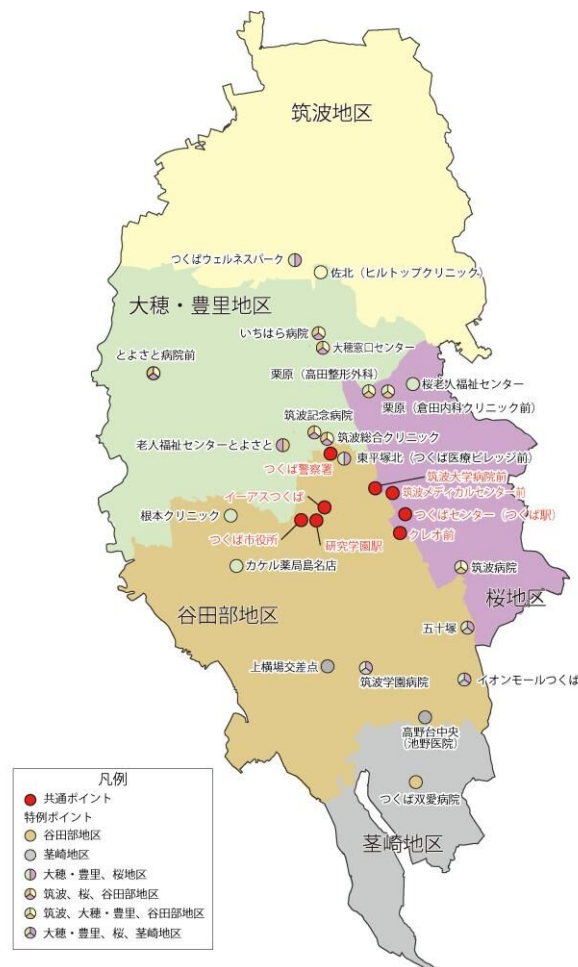 筑波地区
つくばウェルネスパーク
佐北（ヒルトップクリニック）
大穂・豊里地区
いちはら病院
大穂窓口センター
とよさと病院前
栗原（高田整形外科）
桜老人福祉センター
栗原（倉田内科クリニック前）
筑波記念病院
筑波総合クリニック
老人福祉センターとよさと
東平塚北（つくば医療ビレッジ前）
つくば警察署
筑波大学病院前
イーアスつくば
筑波メディカルセンター前
根本クリニック
つくばセンター（つくば駅）
つくば市役所
クレオ前
研究学園駅
カケル薬局島名店
筑波病院
桜地区
谷田部地区
五十塚
上横場交差点
筑波学園病院
イオンモールつくば
高野台中央
（池野医院）
つくば双愛病院
茎崎地区
凡例
共通ポイント
特例ポイント
谷田部地区
茎崎地区
大穂・豊里、桜地区
筑波、桜、谷田部地区
筑波、大穂・豊里、谷田部地区
大穂・豊里、桜、茎崎地区